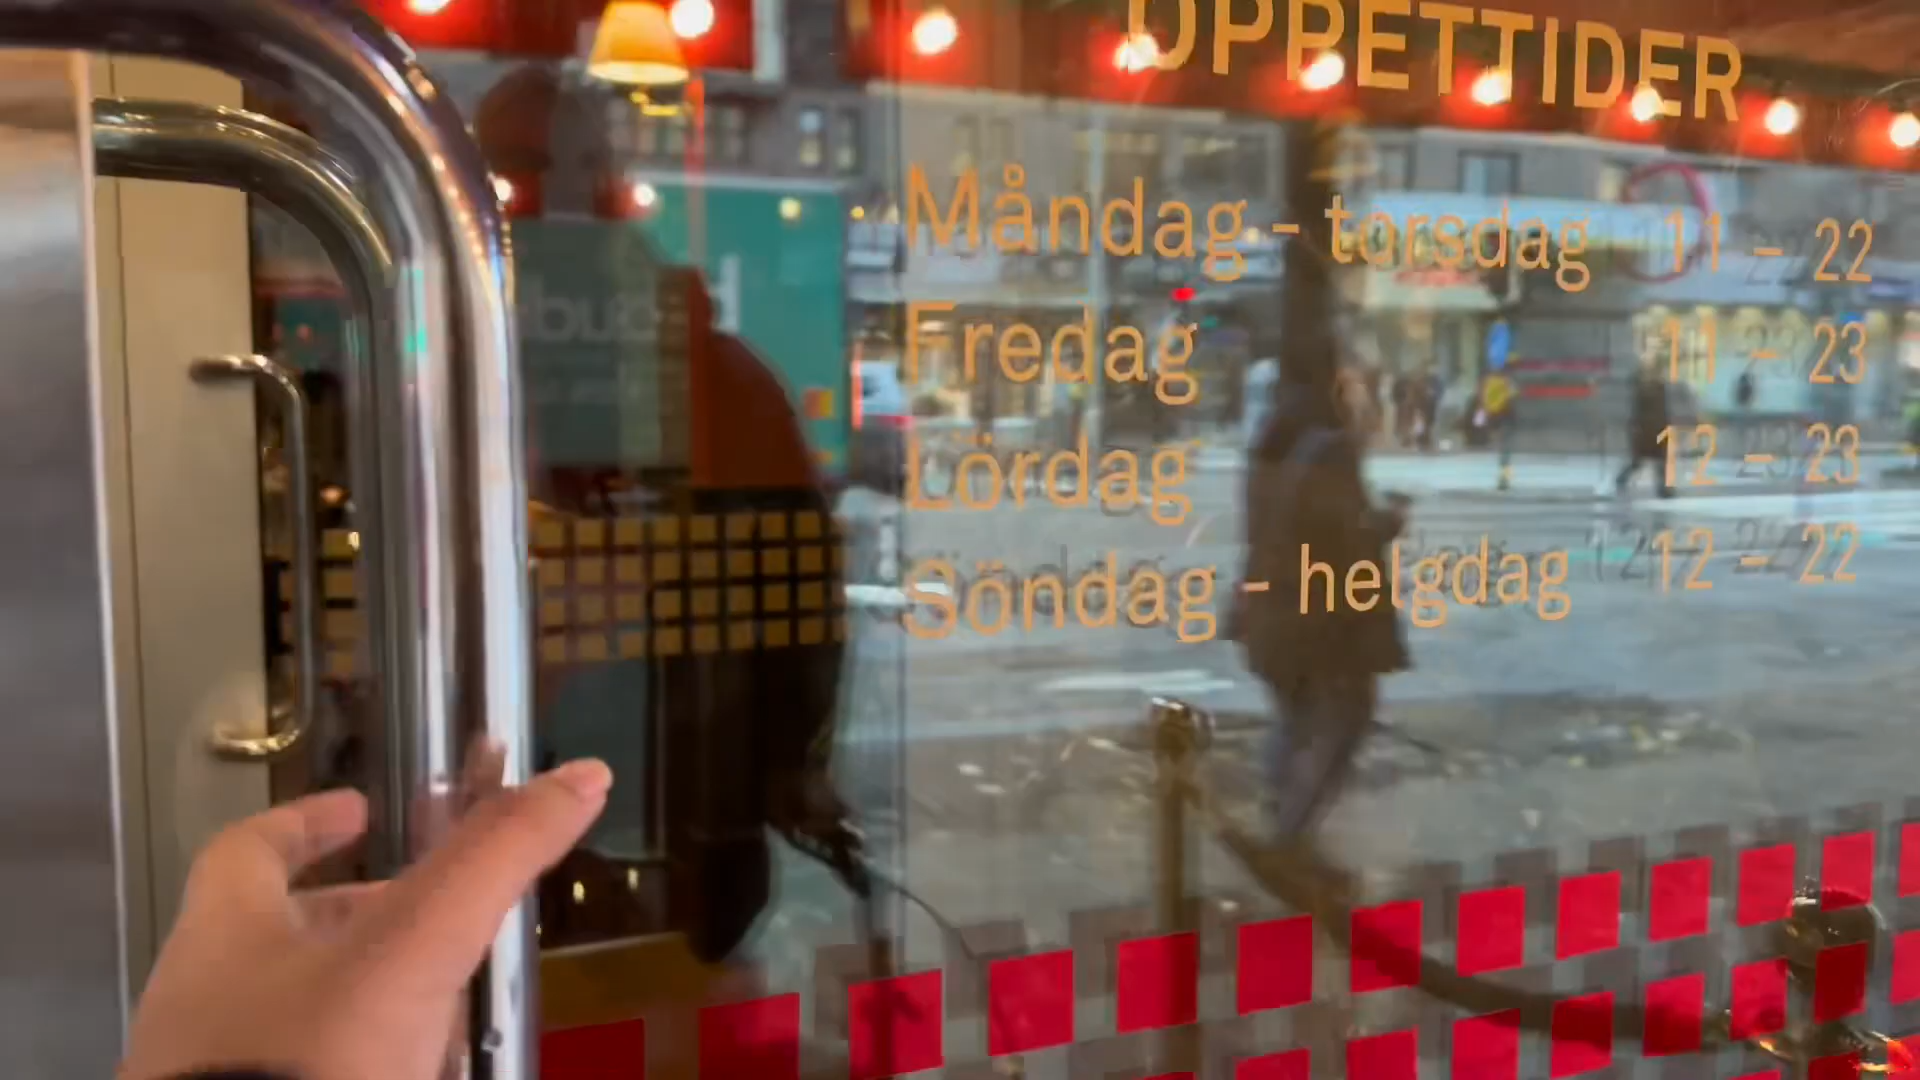 ÖPPETTIDER
Måndag - torsdag 11 - 22
Fredag 11 - 23
Lördag 12 - 23
Söndag - helgdag 12 - 22